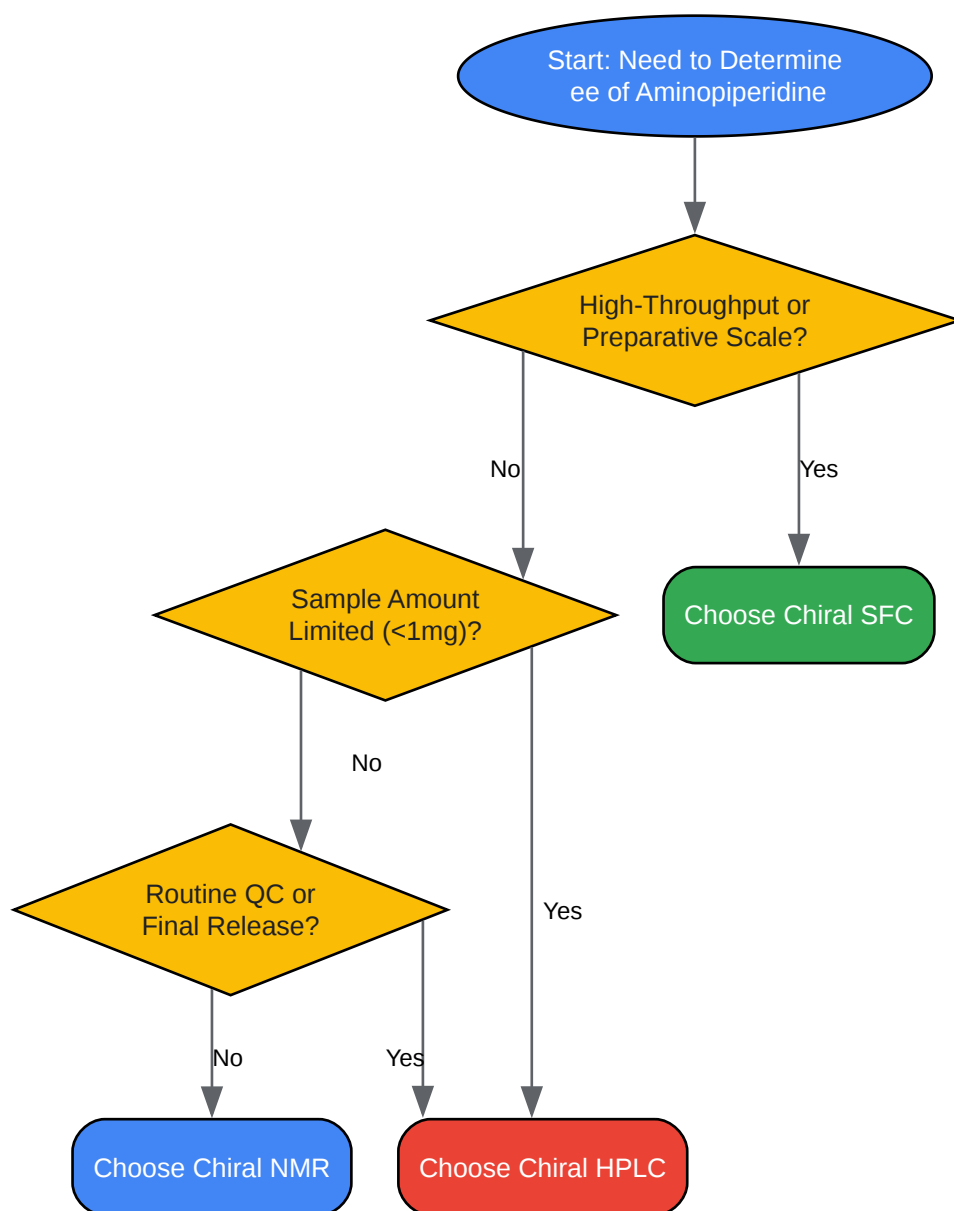 Start: Need to Determine
ee of Aminopiperidine
High-Throughput or
Preparative Scale?
No
Yes
Sample Amount
Limited (<1mg)?
Choose Chiral SFC
No
Routine QC or
Final Release?
Yes
No
Yes
Choose Chiral NMR
Choose Chiral HPLC